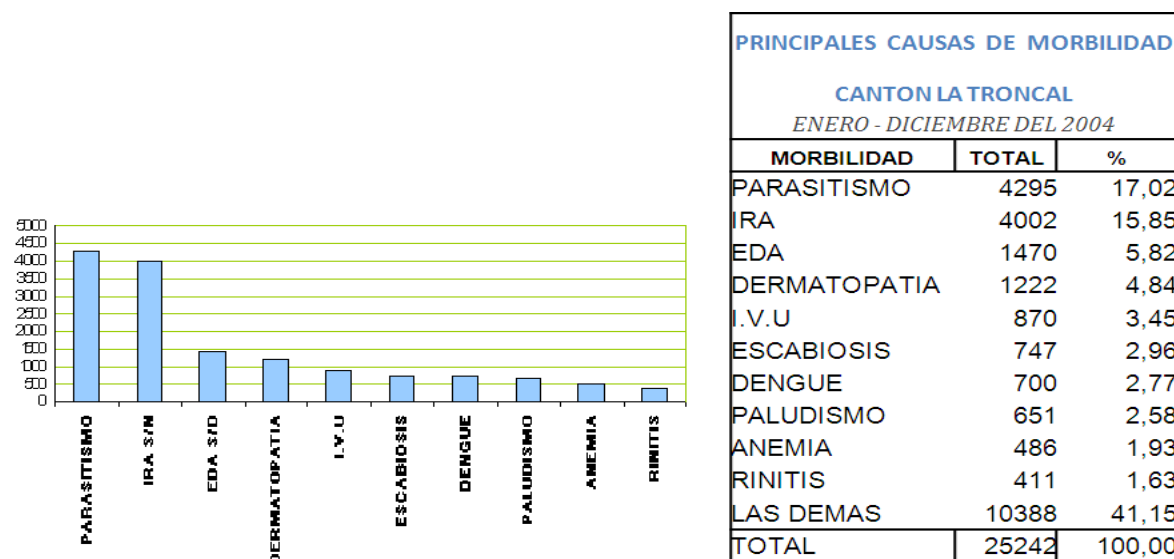 5000
4500
4000
3500
3000
2500
2000
1500
1000
500
0
PARASITISMO
IRA S/N
EDA S/D
DERMATOPATIA
I.V.U
ESCABIOSIS
DENGUE
PALUDISMO
ANEMIA
RINITIS
PRINCIPALES CAUSAS DE MORBILIDAD
CANTON LA TRONCAL
ENERO - DICIEMBRE DEL 2004
MORBILIDAD TOTAL %
PARASITISMO 4295 17,02
IRA 4002 15,85
EDA 1470 5,82
DERMATOPATIA 1222 4,84
I.V.U 870 3,45
ESCABIOSIS 747 2,96
DENGUE 700 2,77
PALUDISMO 651 2,58
ANEMIA 486 1,93
RINITIS 411 1,63
LAS DEMAS 10388 41,15
TOTAL 25242 100,00